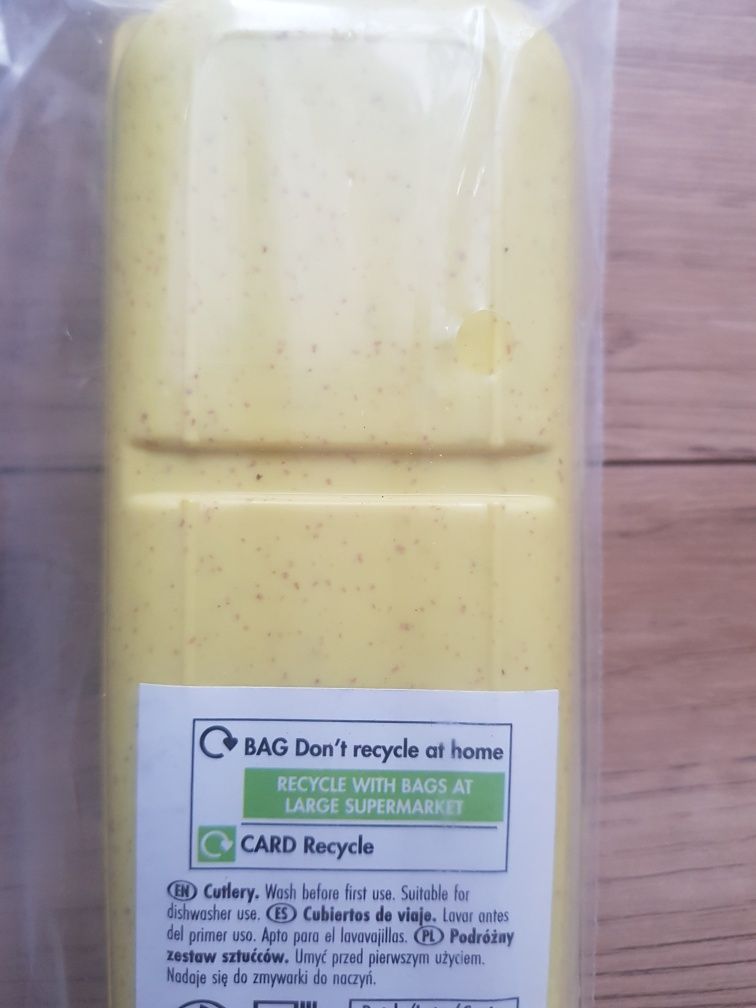 BAG Don't recycle at home
RECYCLE WITH BAGS AT
LARGE SUPERMARKET
CARD Recycle
EN Cutlery. Wash before first use. Suitable for
dishwasher use. ES Cubiertos de viaje. Lavar antes
del primer uso. Apto para el lavavajillas. PL Podróżny
zestaw sztućców. Umyć przed pierwszym użyciem.
Nadaje się do zmywarki do naczyń.